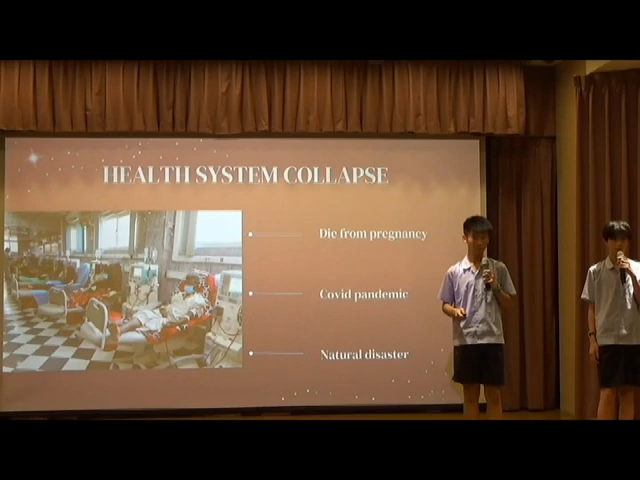 HEALTH SYSTEM COLLAPSE
Die from pregnancy
Covid pandemic
Natural disaster